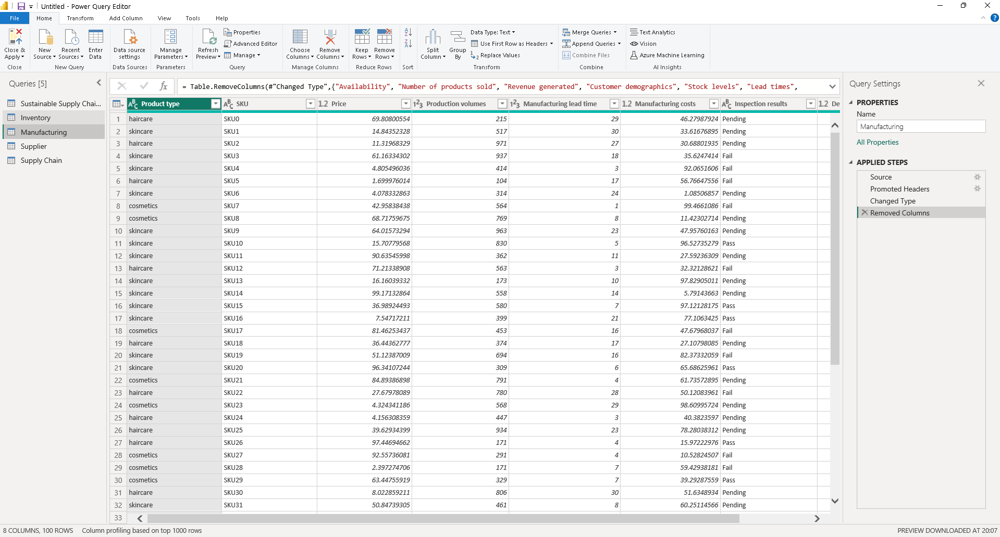 Untitled - Power Query Editor
File Home Transform Add Column View Tools Help
Close & Apply
New Source
Recent Sources
Enter Data
Data source settings
Manage Parameters
Refresh Preview
Properties
Advanced Editor
Manage
Choose Columns
Remove Columns
Keep Rows
Remove Rows
Split Column
Group By
Data Type: Text
Use First Row as Headers
Replace Values
Merge Queries
Append Queries
Combine Files
Text Analytics
Vision
Azure Machine Learning
Close New Query Data Sources Parameters Query Manage Columns Reduce Rows Sort Transform Combine AI Insights
Queries [5]
Sustainable Supply Chai...
Inventory
Manufacturing
Supplier
Supply Chain
= Table.RemoveColumns(#"Changed Type",{"Availability", "Number of products sold", "Revenue generated", "Customer demographics", "Stock levels", "Lead times",
Product type SKU 1.2 Price 123 Production volumes 123 Manufacturing lead time 1.2 Manufacturing costs Inspection results 1.2 De
1 haircare SKU0 69.80800554 215 29 46.27987924 Pending
2 skincare SKU1 14.84352328 517 30 33.61676895 Pending
3 haircare SKU2 11.31968329 971 27 30.68801935 Pending
4 skincare SKU3 61.16334302 937 18 35.6247414 Fail
5 skincare SKU4 4.805496036 414 3 92.0651606 Fail
6 haircare SKU5 1.699976014 104 17 56.76647556 Fail
7 skincare SKU6 4.078332863 314 24 1.08506857 Pending
8 cosmetics SKU7 42.95838438 564 1 99.4661086 Fail
9 cosmetics SKU8 68.71759675 769 8 11.42302714 Pending
10 skincare SKU9 64.01573294 963 23 47.95760163 Pending
11 skincare SKU10 15.70779568 830 5 96.52735279 Pass
12 skincare SKU11 90.63545998 362 11 27.59236309 Pending
13 haircare SKU12 71.21338908 563 3 32.32128621 Fail
14 skincare SKU13 16.16039332 173 10 97.82905011 Pending
15 skincare SKU14 99.17132864 558 14 5.79143663 Pending
16 skincare SKU15 36.98924493 580 7 97.12128175 Pass
17 skincare SKU16 7.54717211 399 21 77.1063425 Pass
18 cosmetics SKU17 81.46253437 453 16 47.67968037 Fail
19 haircare SKU18 36.44362777 374 17 27.10798085 Pending
20 skincare SKU19 51.12387009 694 16 82.37332059 Fail
21 skincare SKU20 96.34107244 309 6 65.68625961 Pass
22 cosmetics SKU21 84.89386898 791 4 61.73572895 Pending
23 haircare SKU22 27.67978089 780 28 50.12083961 Fail
24 cosmetics SKU23 4.324341186 568 29 98.60995724 Pending
25 haircare SKU24 4.156308359 447 3 40.3823597 Pending
26 haircare SKU25 39.62934399 934 23 78.28038312 Pending
27 haircare SKU26 97.44694662 171 4 15.97222976 Pass
28 cosmetics SKU27 92.55736081 291 4 10.52824507 Fail
29 cosmetics SKU28 2.397274706 171 7 59.42938181 Fail
30 cosmetics SKU29 63.44755919 329 7 39.29287559 Pass
31 haircare SKU30 8.022859211 806 30 51.6348934 Pending
32 skincare SKU31 50.84739305 461 8 60.25114566 Pending
33
Query Settings
PROPERTIES
Name
Manufacturing
All Properties
APPLIED STEPS
Source
Promoted Headers
Changed Type
Removed Columns
8 COLUMNS, 100 ROWS Column profiling based on top 1000 rows
PREVIEW DOWNLOADED AT 20:07